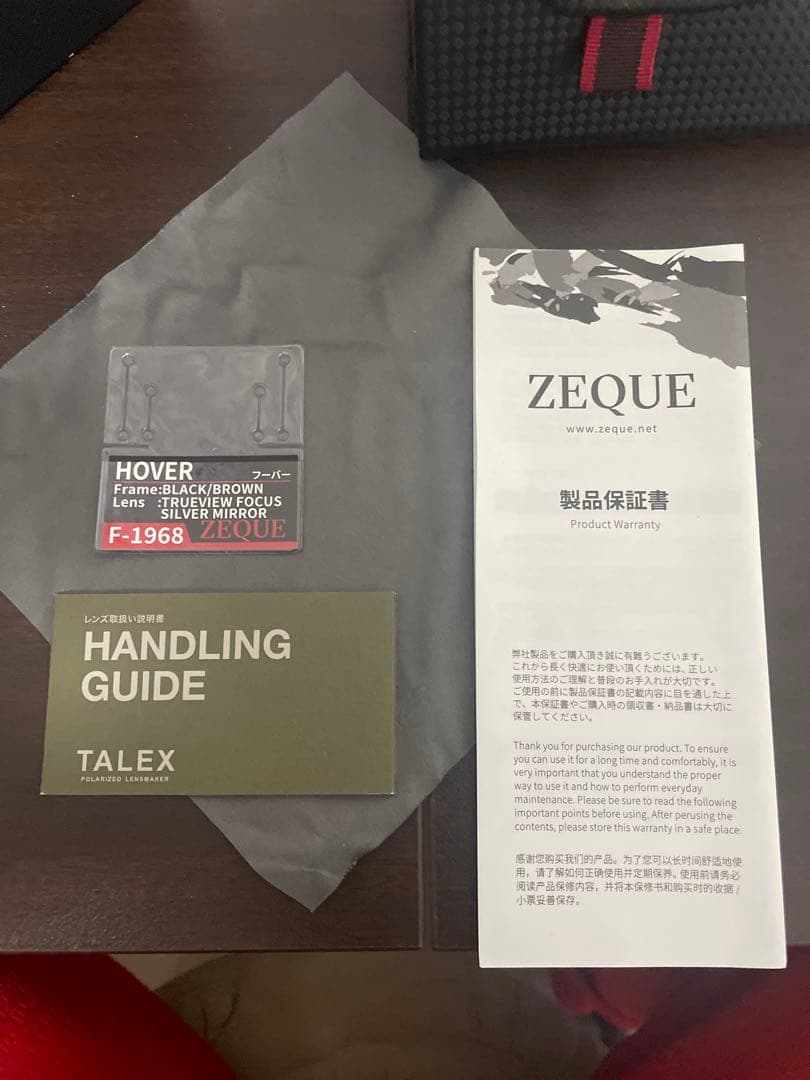 HOVER フーバー
Frame:BLACK/BROWN
Lens :TRUEVIEW FOCUS
SILVER MIRROR
F-1968 ZEQUE
レンズ取扱い説明書
HANDLING
GUIDE
TALEX
POLARIZED LENSMAKER
ZEQUE
www.zeque.net
製品保証書
Product Warranty
弊社製品をご購入頂き誠に有難うございます。
これから長く快適にお使い頂くためには、正しい
使用方法のご理解と普段のお手入れが大切です。
ご使用の前に製品保証書の記載内容に目を通した上
で、本保証書やご購入時の領収書・納品書は大切に
保管してください。
Thank you for purchasing our product. To ensure
you can use it for a long time and comfortably, it is
very important that you understand the proper
way to use it and how to perform everyday
maintenance. Please be sure to read the following
important points before using. After perusing the
contents, please store this warranty in a safe place.
感谢您购买我们的产品。为了您可以长时间舒适地使
用，请了解如何正确使用并定期保养。使用前请务必
阅读产品保修内容，并将本保修书和购买时的收据 /
小票妥善保存。